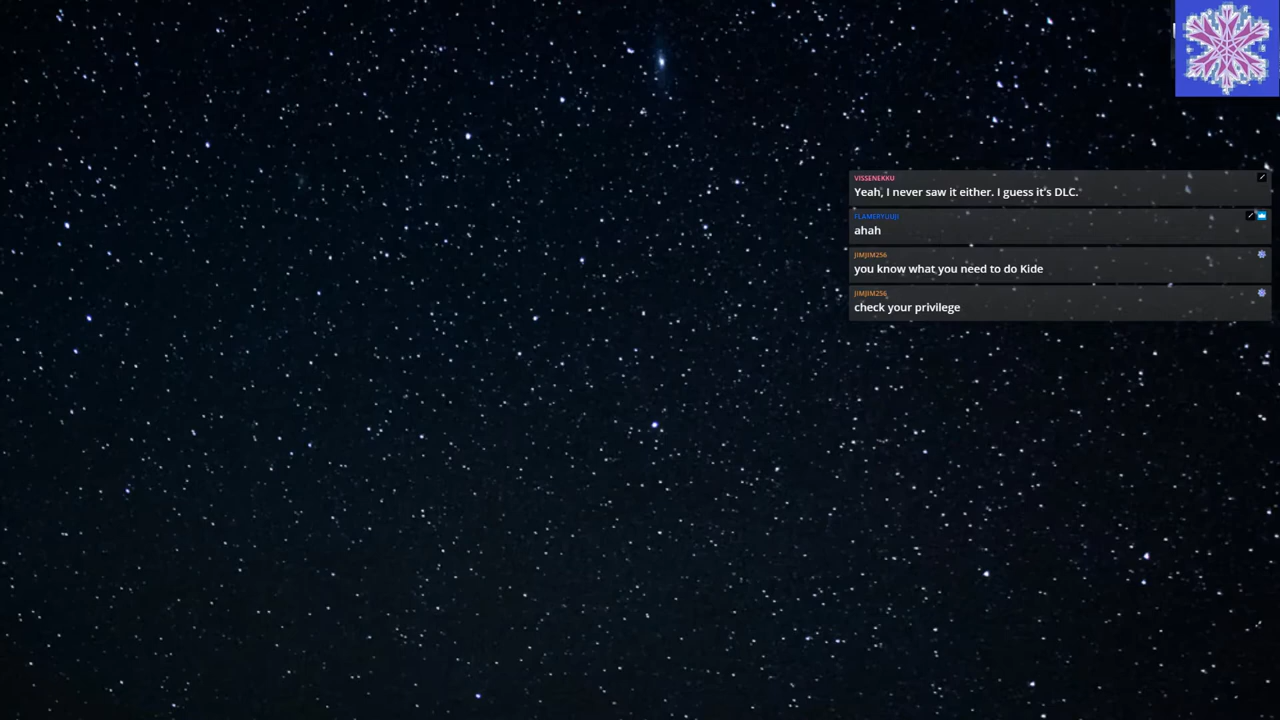 VISSENEKKU
Yeah, I never saw it either. I guess it's DLC.
FLAMERYUUJI
ahah
JIMJIM256
you know what you need to do Kide
JIMJIM256
check your privilege